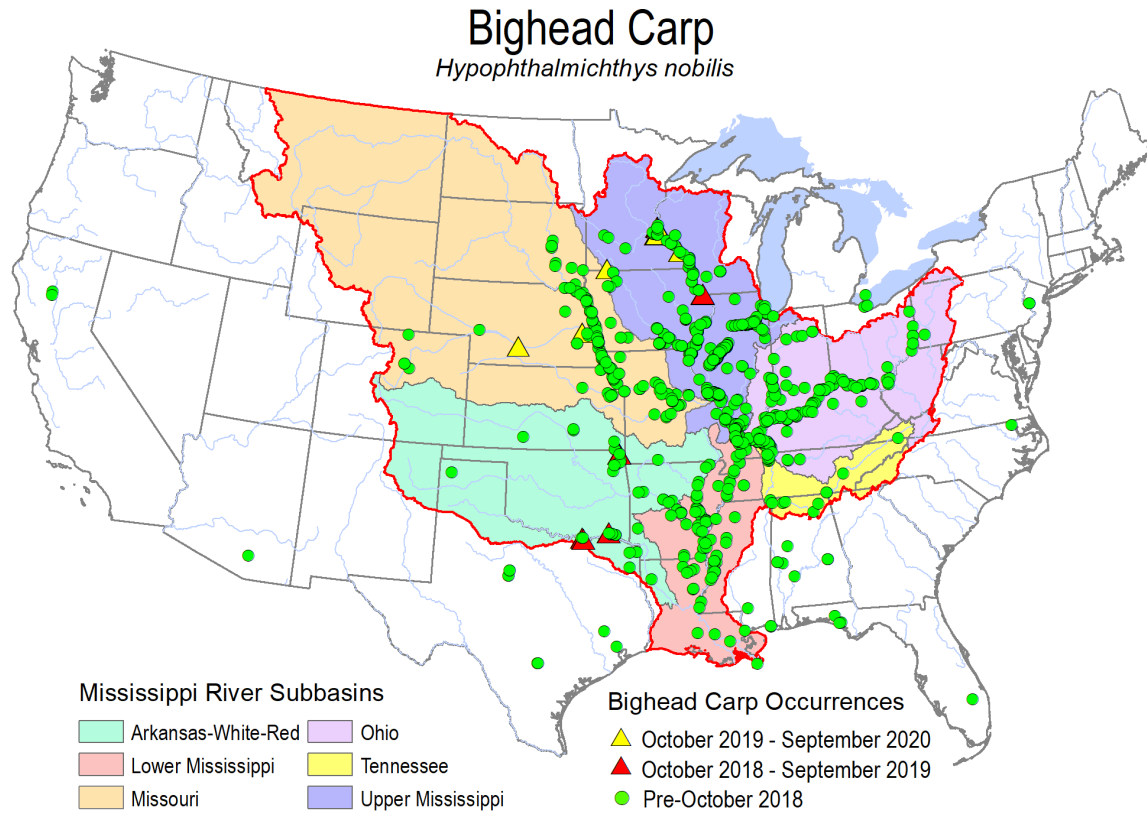 Bighead Carp
Hypophthalmichthys nobilis
Mississippi River Subbasins
Arkansas-White-Red
Ohio
Lower Mississippi
Tennessee
Missouri
Upper Mississippi
Bighead Carp Occurrences
October 2019 - September 2020
October 2018 - September 2019
Pre-October 2018